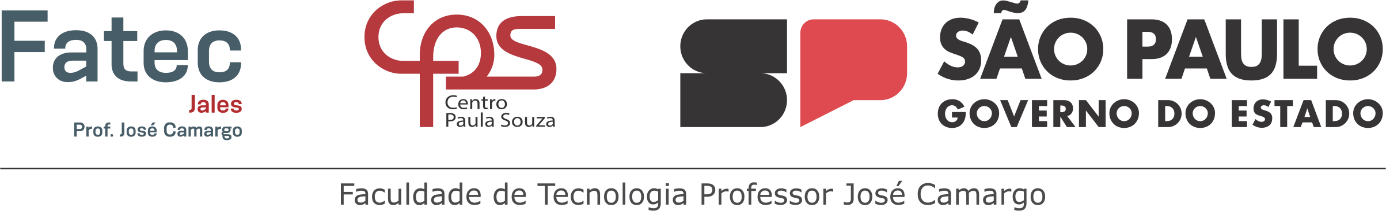 Fatec
Jales
Prof. José Camargo
cps
Centro
Paula Souza
SP
SÃO PAULO
GOVERNO DO ESTADO
Faculdade de Tecnologia Professor José Camargo